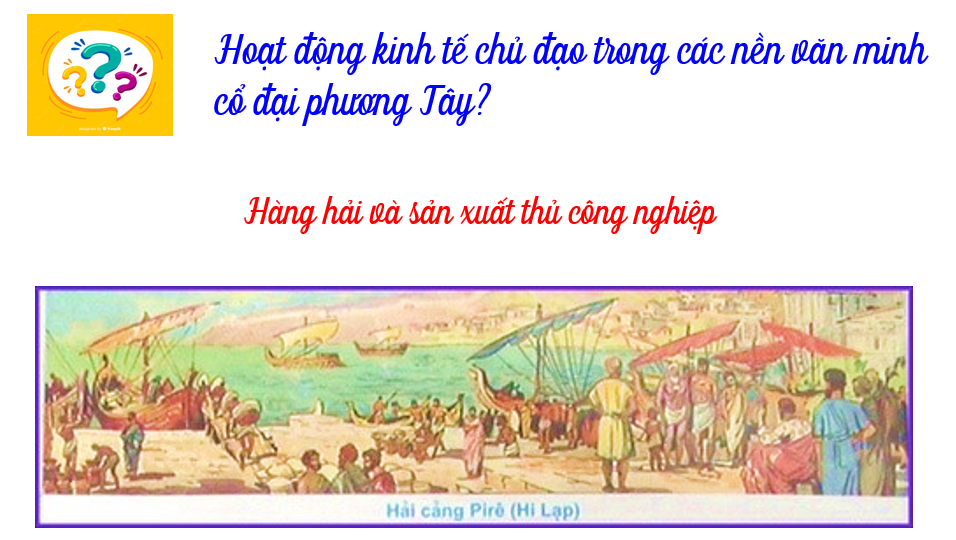 Hoạt động kinh tế chủ đạo trong các nền văn minh
cổ đại phương Tây?
Hàng hải và sản xuất thủ công nghiệp
Hải cảng Pirê (Hi Lạp)